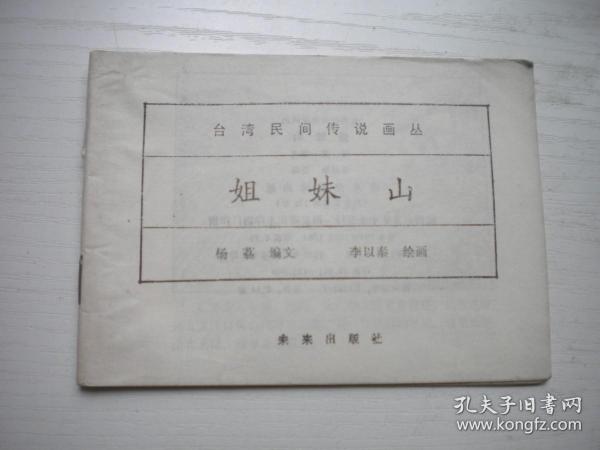 台湾民间传说画丛
姐妹山
杨荔 编文 李以泰 绘画
未来出版社
孔夫子旧书网
www.kongfz.com